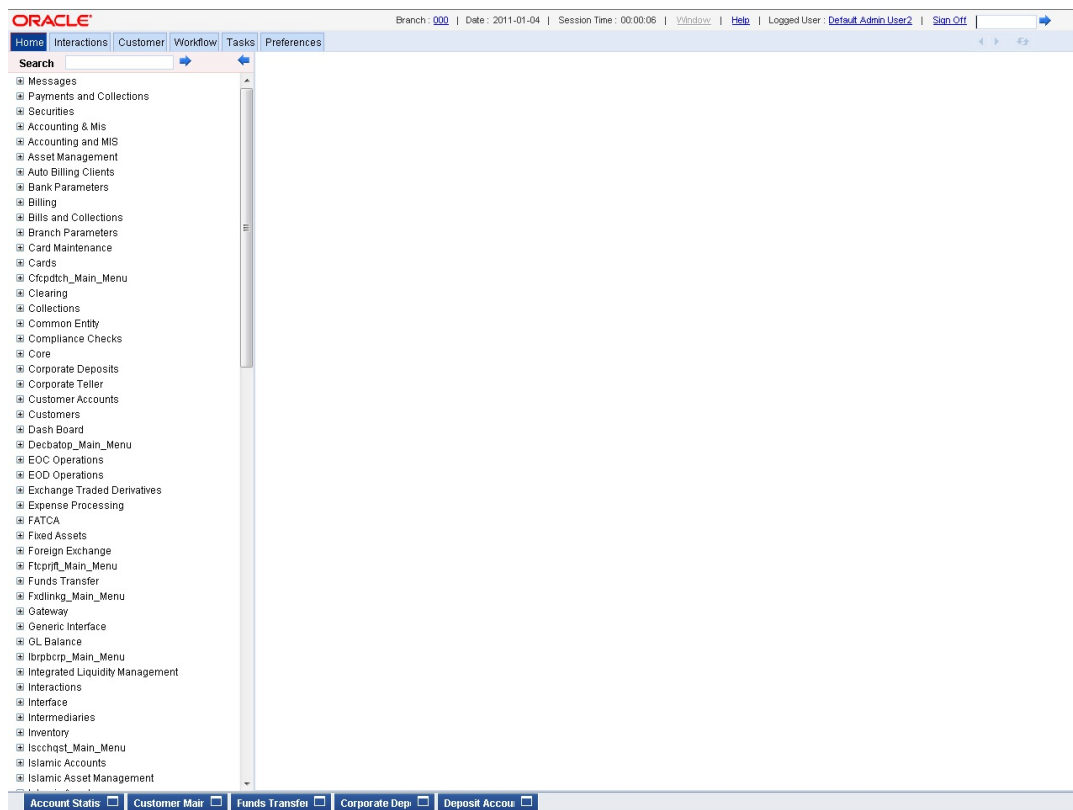 ORACLE
Branch : 000 | Date : 2011-01-04 | Session Time : 00:00:06 | Window | Help | Logged User : Default Admin User2 | Sign Off
Home Interactions Customer Workflow Tasks Preferences
Search
Messages
Payments and Collections
Securities
Accounting & Mis
Accounting and MIS
Asset Management
Auto Billing Clients
Bank Parameters
Billing
Bills and Collections
Branch Parameters
Card Maintenance
Cards
Cfcpdtch_Main_Menu
Clearing
Collections
Common Entity
Compliance Checks
Core
Corporate Deposits
Corporate Teller
Customer Accounts
Customers
Dash Board
Decbatop_Main_Menu
EOC Operations
EOD Operations
Exchange Traded Derivatives
Expense Processing
FATCA
Fixed Assets
Foreign Exchange
Ftcprjft_Main_Menu
Funds Transfer
Fxdlinkg_Main_Menu
Gateway
Generic Interface
GL Balance
Ibrpbcrp_Main_Menu
Integrated Liquidity Management
Interactions
Interface
Intermediaries
Inventory
Iscchqst_Main_Menu
Islamic Accounts
Islamic Asset Management
Account Statis Customer Mair Funds Transfer Corporate Dep Deposit Accou